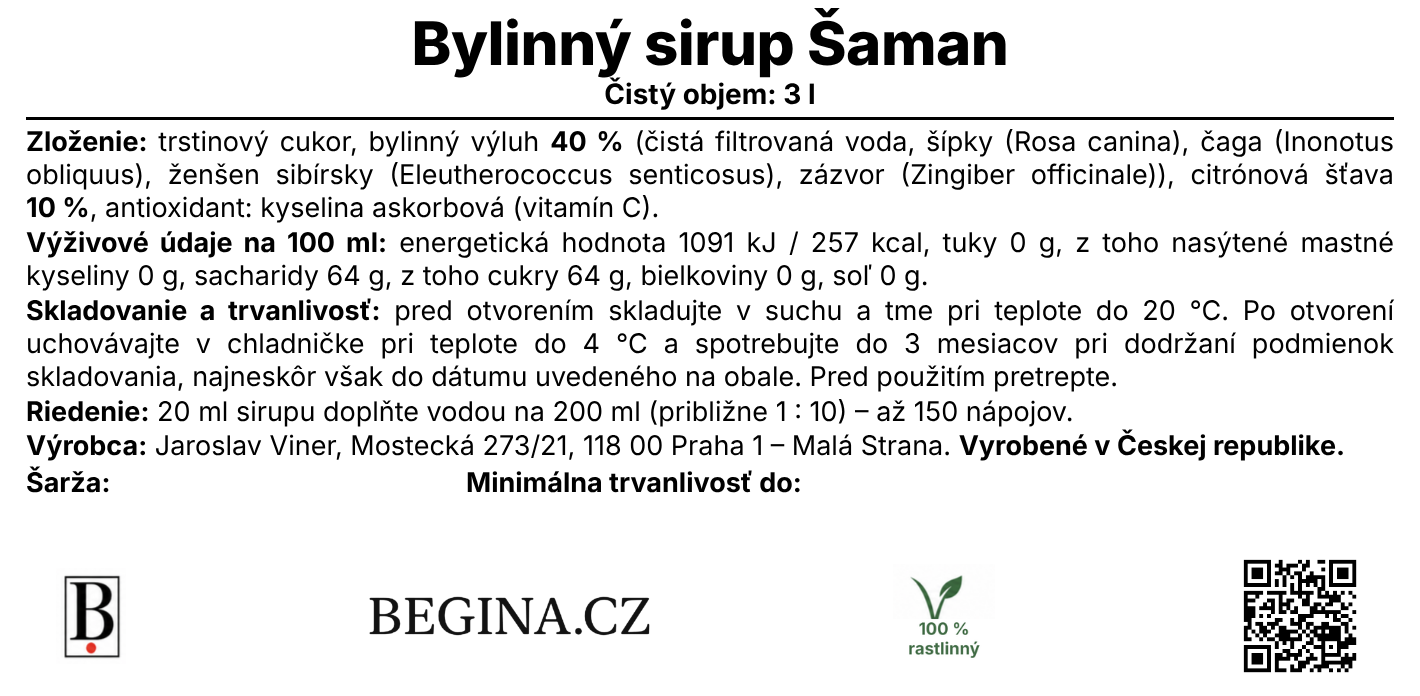 Bylinný sirup Šaman
Čistý objem: 3 l
Zloženie: trstinový cukor, bylinný výluh 40 % (čistá filtrovaná voda, šípky (Rosa canina), čaga (Inonotus
obliquus), ženšen sibírsky (Eleutherococcus senticosus), zázvor (Zingiber officinale)), citrónová šťava
10 %, antioxidant: kyselina askorbová (vitamín C).
Výživové údaje na 100 ml: energetická hodnota 1091 kJ / 257 kcal, tuky 0 g, z toho nasýtené mastné
kyseliny 0 g, sacharidy 64 g, z toho cukry 64 g, bielkoviny 0 g, soľ 0 g.
Skladovanie a trvanlivosť: pred otvorením skladujte v suchu a tme pri teplote do 20 °C. Po otvorení
uchovávajte v chladničke pri teplote do 4 °C a spotrebujte do 3 mesiacov pri dodržaní podmienok
skladovania, najneskôr však do dátumu uvedeného na obale. Pred použitím pretrepte.
Riedenie: 20 ml sirupu doplňte vodou na 200 ml (približne 1 : 10) – až 150 nápojov.
Výrobca: Jaroslav Viner, Mostecká 273/21, 118 00 Praha 1 – Malá Strana. Vyrobené v Českej republike.
Šarža: Minimálna trvanlivosť do:
B
BEGINA.CZ
100 %
rastlinný